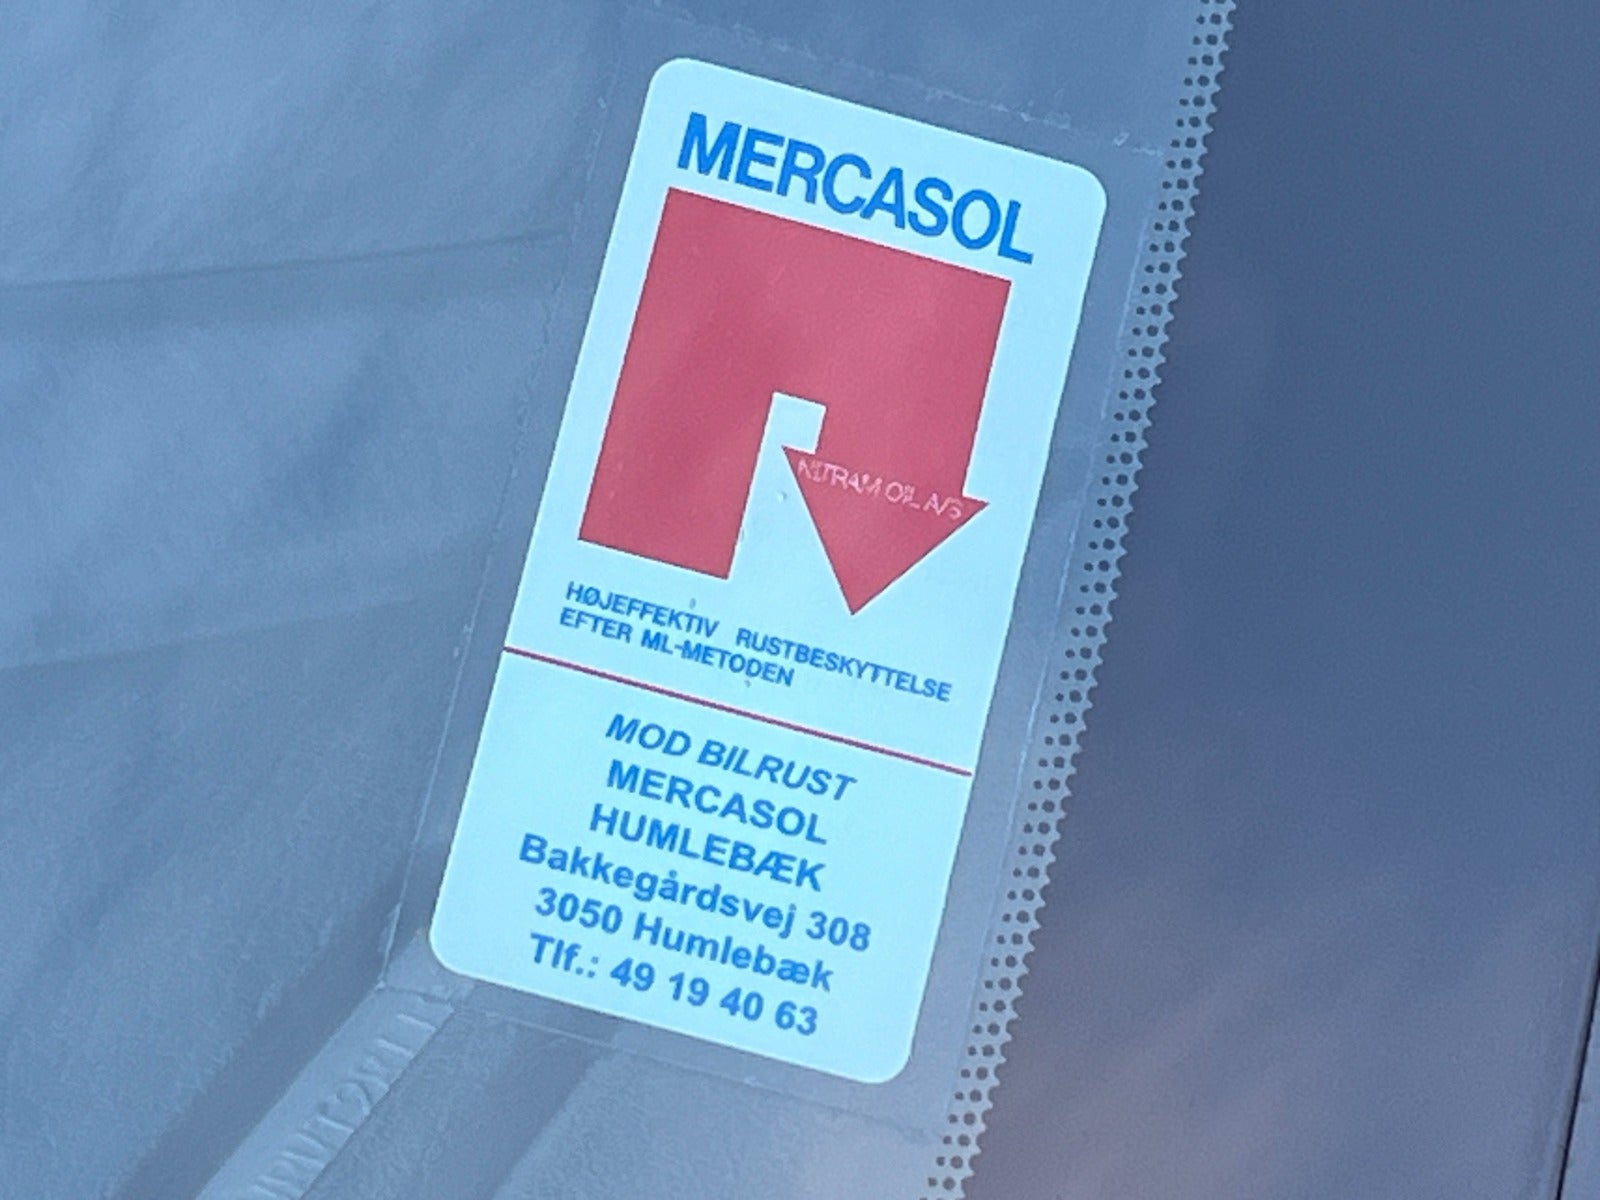 MERCASOL
NITRAM OIL A/S
HØJEFFEKTIV RUSTBESKYTTELSE
EFTER ML-METODEN
MOD BILRUST
MERCASOL
HUMLEBÆK
Bakkegårdsvej 308
3050 Humlebæk
Tlf.: 49 19 40 63